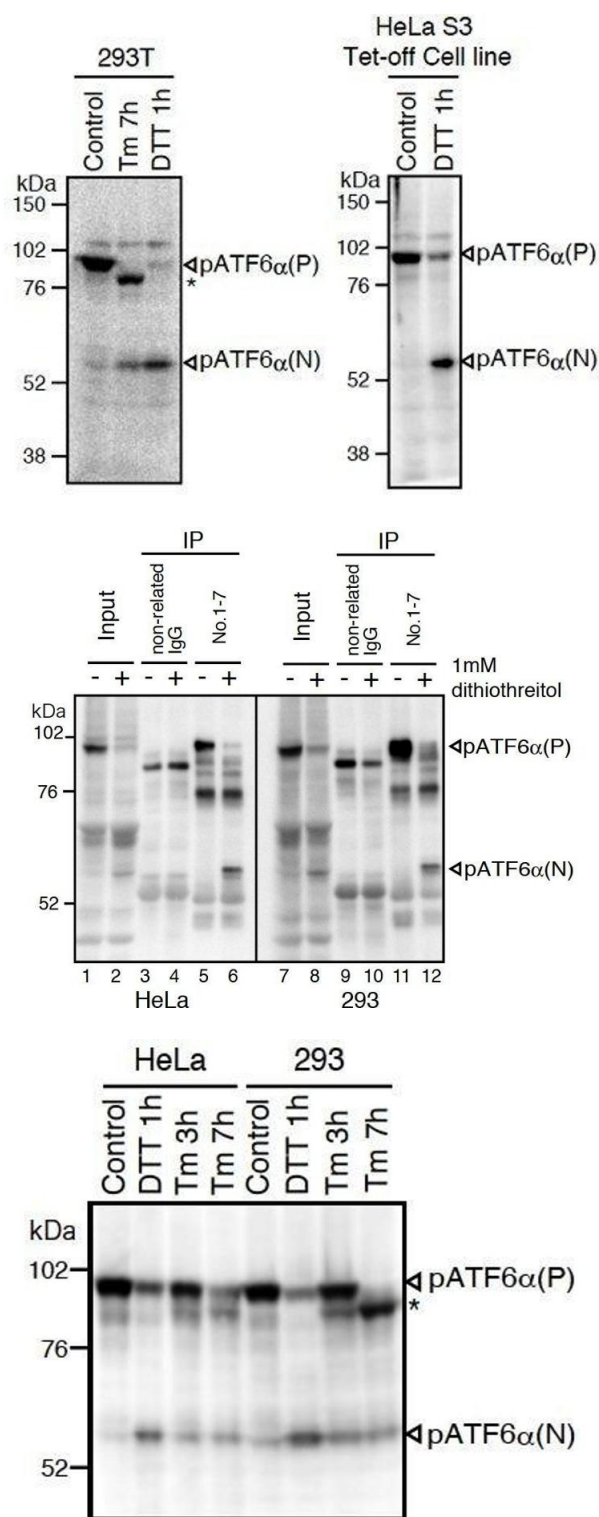 293T
Control
Tm 7h
DTT 1h
kDa
150
102
76
52
38
◁pATF6α(P)
*
◁pATF6α(N)
HeLa S3
Tet-off Cell line
Control
DTT 1h
kDa
150
102
76
52
38
◁pATF6α(P)
◁pATF6α(N)
IP IP
Input
non-related
IgG
No.1-7
Input
non-related
IgG
No.1-7
1mM
dithiothreitol
- + - + - + - + - + - +
kDa
102
76
52
◁pATF6α(P)
◁pATF6α(N)
1 2 3 4 5 6 7 8 9 10 11 12
HeLa 293
HeLa 293
Control
DTT 1h
Tm 3h
Tm 7h
Control
DTT 1h
Tm 3h
Tm 7h
kDa
102
76
52
◁pATF6α(P)
*
◁pATF6α(N)